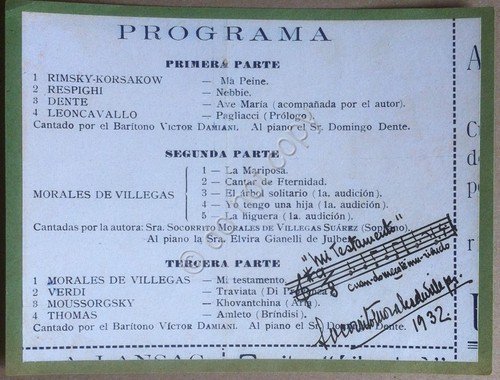 PROGRAMA
PRIMERA PARTE
1 RIMSKY-KORSAKOW — Ma Peine.
2 RESPIGHI — Nebbie.
3 DENTE — Ave María (acompañada por el autor).
4 LEONCAVALLO — Pagliacci (Prólogo)
Cantado por el Barítono VICTOR DAMIANI. Al piano el Sr. Domingo Dente.
SEGUNDA PARTE
MORALES DE VILLEGAS
1 — La Mariposa.
2 — Cantar de Eternidad.
3 — El árbol solitario (1a. audición).
4 — Yo tengo una hija (1a. audición).
5 — La higuera (1a. audición).
Cantadas por la autora: Sra. SOCORRITO MORALES DE VILLEGAS SUÁREZ (Soprano).
Al piano la Sra. Elvira Gianelli de Julber
TERCERA PARTE
1 MORALES DE VILLEGAS — Mi testamento.
2 VERDI — Traviata (Di
3 MOUSSORGSKY — Khovantchina
4 THOMAS — Amleto (Brindisi).
Cantado por el Barítono VICTOR DAMIANI. Al piano el Sr. Domingo Dente.
"Mi Testamento"
1932.
LANSAC